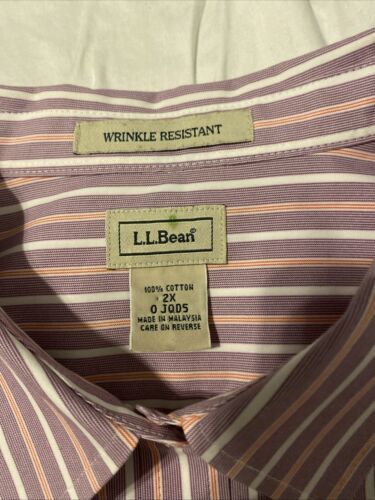 WRINKLE RESISTANT
L.L.Bean®
100% COTTON
2X
0 JQD5
MADE IN MALAYSIA
CARE ON REVERSE